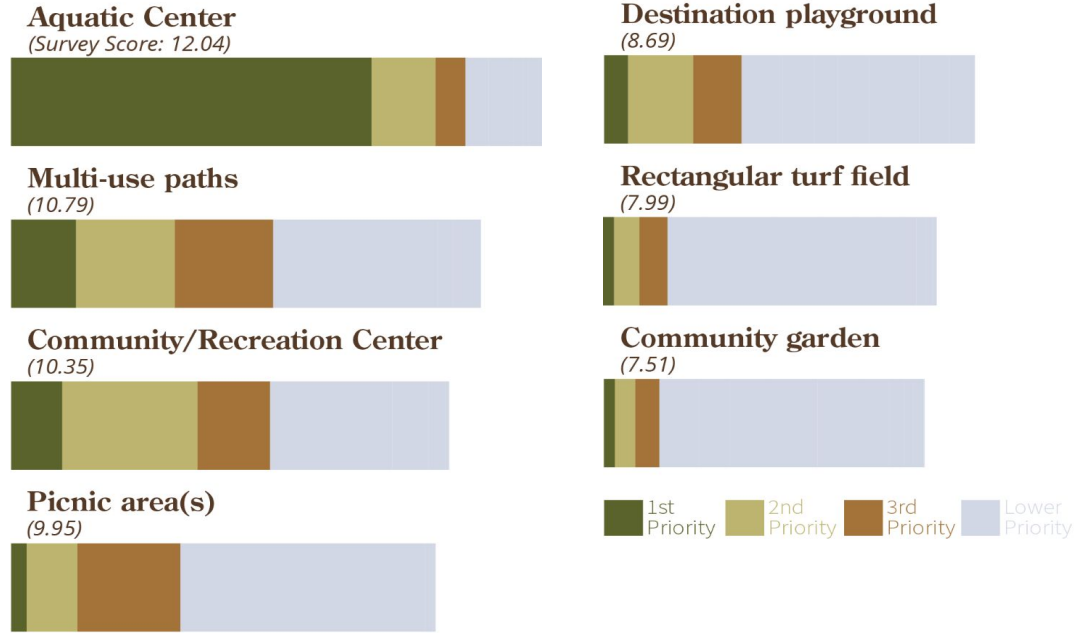 Aquatic Center
(Survey Score: 12.04)
Multi-use paths
(10.79)
Community/Recreation Center
(10.35)
Picnic area(s)
(9.95)
Destination playground
(8.69)
Rectangular turf field
(7.99)
Community garden
(7.51)
1st
Priority
2nd
Priority
3rd
Priority
Lower
Priority